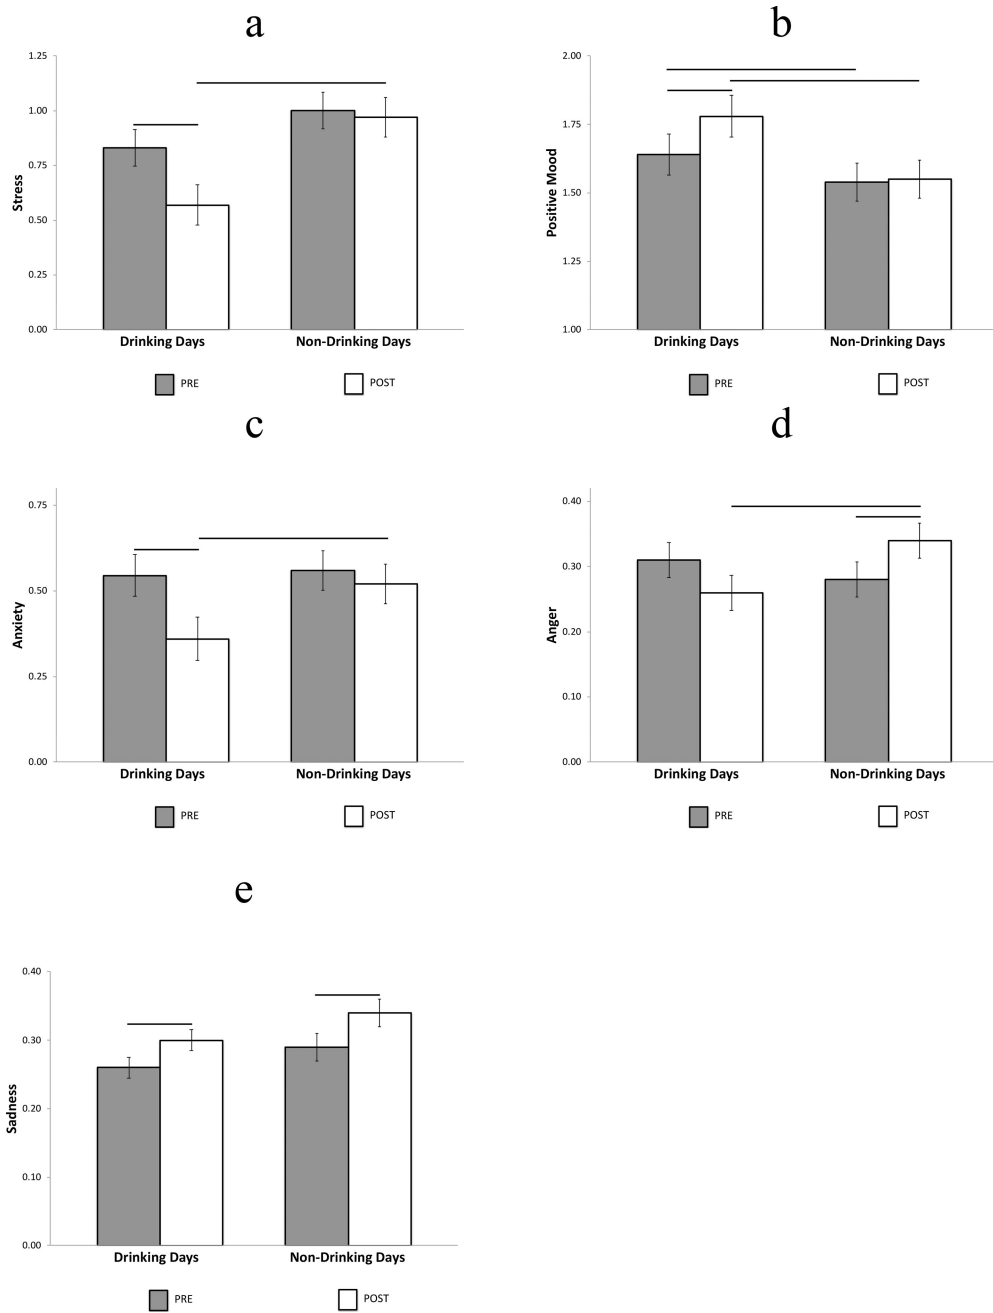 a
1.25
1.00
0.75
0.50
0.25
0.00
Stress
Drinking Days Non-Drinking Days
PRE POST
b
2.00
1.75
1.50
1.25
1.00
Positive Mood
Drinking Days Non-Drinking Days
PRE POST
c
0.75
0.50
0.25
0.00
Anxiety
Drinking Days Non-Drinking Days
PRE POST
d
0.40
0.30
0.20
0.10
0.00
Anger
Drinking Days Non-Drinking Days
PRE POST
e
0.40
0.30
0.20
0.10
0.00
Sadness
Drinking Days Non-Drinking Days
PRE POST